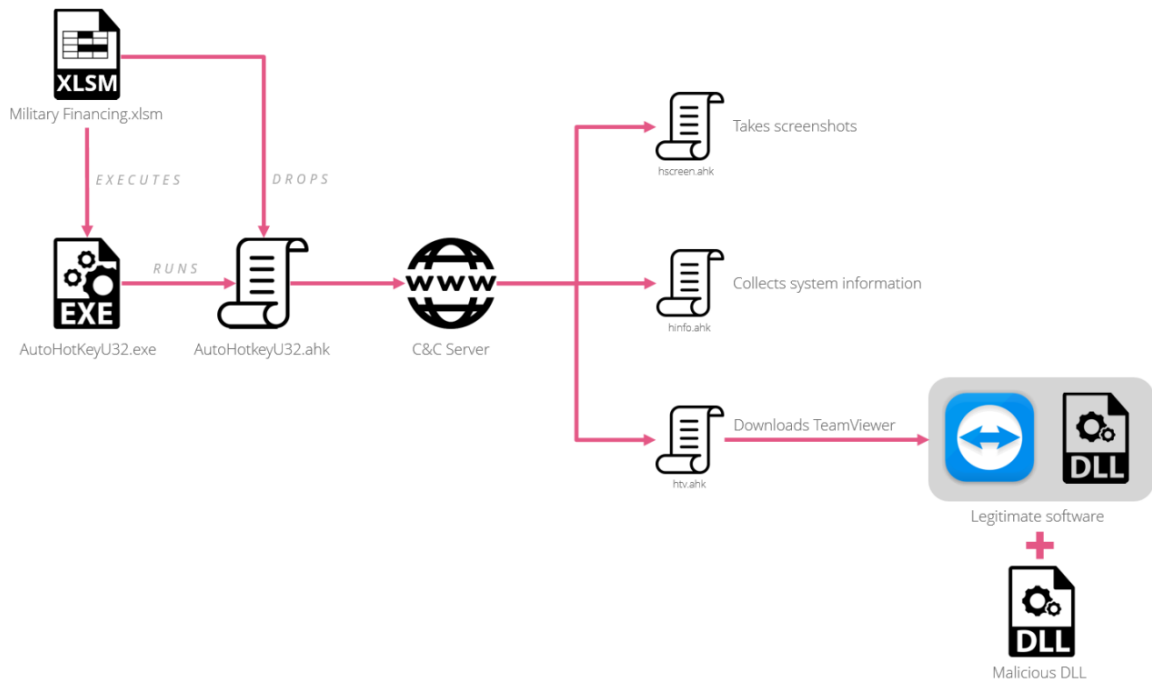 XLSM
Military Financing.xlsm
EXECUTES
DROPS
EXE
AutoHotKeyU32.exe
RUNS
AutoHotkeyU32.ahk
WWW
C&C Server
hscreen.ahk
Takes screenshots
hinfo.ahk
Collects system information
htv.ahk
Downloads TeamViewer
DLL
Legitimate software
+
DLL
Malicious DLL